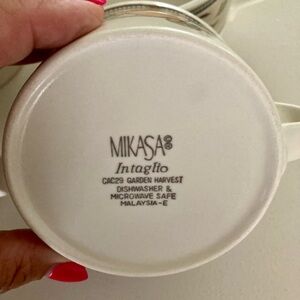 MIKASA
Intaglio
CAC29 GARDEN HARVEST
DISHWASHER &
MICROWAVE SAFE
MALAYSIA-E